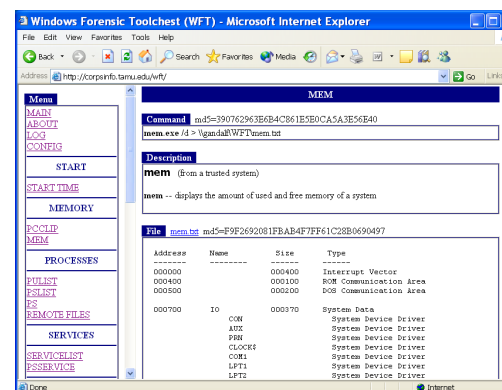 Windows Forensic Toolchest (WFT) - Microsoft Internet Explorer
File Edit View Favorites Tools Help
Back Search Favorites Media
Address http://corpsinfo.tamu.edu/wft/ Go Links
Menu
MAIN
ABOUT
LOG
CONFIG
START
START TIME
MEMORY
PCCLIP
MEM
PROCESSES
PULIST
PSLIST
PS
REMOTE FILES
SERVICES
SERVICELIST
PSSERVICE
MEM
Command md5=390762963E6B4C861E5E0CA5A3E56E40
mem.exe /d > \\gandalf\WFT\mem.txt
Description
mem (from a trusted system)
mem -- displays the amount of used and free memory of a system
File mem.txt md5=F9F2692081FBAB4F7FF61C28B0690497
Address Name Size Type
------- -------- ------ ------
000000 000400 Interrupt Vector
000400 000100 ROM Communication Area
000500 000200 DOS Communication Area
000700 IO 000370 System Data
CON System Device Driver
AUX System Device Driver
PRN System Device Driver
CLOCK$ System Device Driver
COM1 System Device Driver
LPT1 System Device Driver
LPT2 System Device Driver
Done Internet